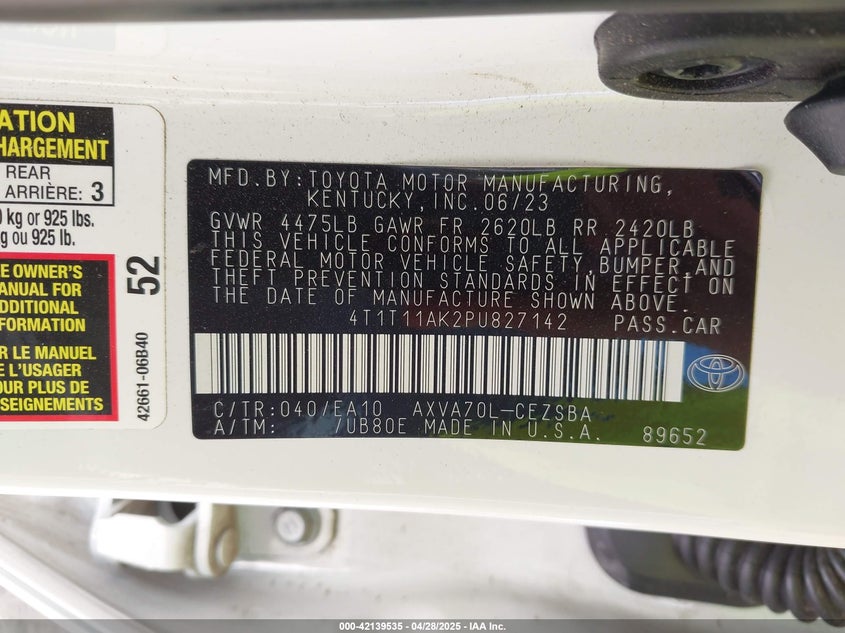 ATION
HARGEMENT
REAR
ARRIÈRE: 3
kg or 925 lbs.
g ou 925 lb.
E OWNER'S
ANUAL FOR
DDITIONAL
FORMATION
R LE MANUEL
E L'USAGER
OUR PLUS DE
SEIGNEMENTS
52
42661-06B40
MFD.BY:TOYOTA MOTOR MANUFACTURING,
KENTUCKY,INC.06/23
GVWR 4475LB GAWR FR 2620LB RR 2420LB
THIS VEHICLE CONFORMS TO ALL APPLICABLE
FEDERAL MOTOR VEHICLE SAFETY,BUMPER,AND
THEFT PREVENTION STANDARDS IN EFFECT ON
THE DATE OF MANUFACTURE SHOWN ABOVE.
4T1T11AK2PU827142 PASS.CAR
C/TR:040/EA10 AXVA70L-CEZSBA
A/TM: /UB80E MADE IN U.S.A. 89652
000-42139535 - 04/28/2025 - IAA Inc.